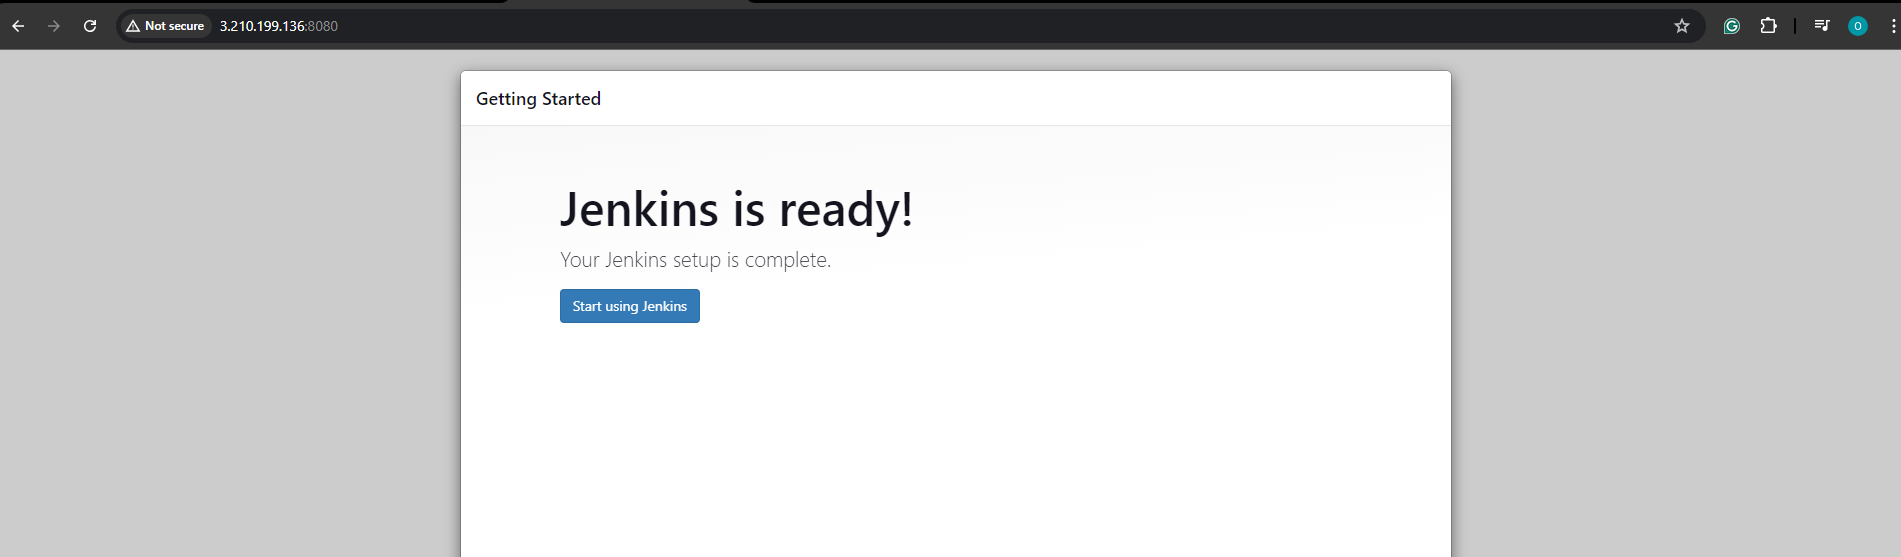 Not secure 3.210.199.136:8080
O
Getting Started
Jenkins is ready!
Your Jenkins setup is complete.
Start using Jenkins